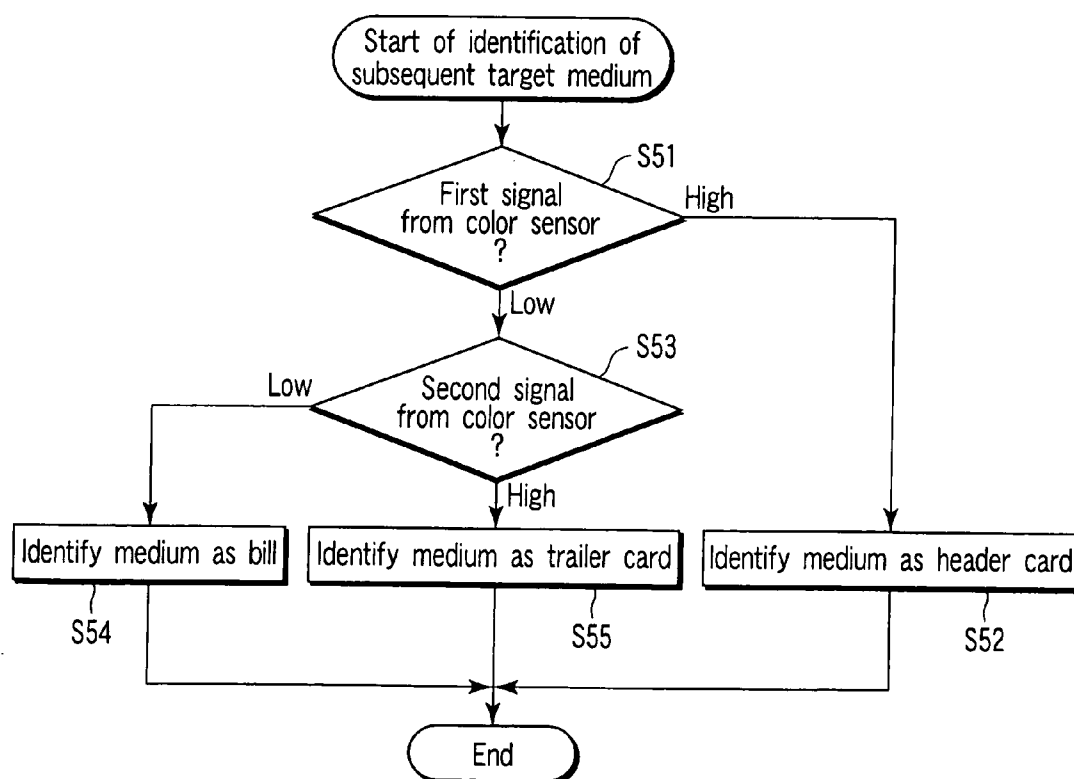 Start of identification of
subsequent target medium
S51
First signal
from color sensor
?
High
Low
S53
Second signal
from color sensor
?
Low
High
Identify medium as bill
Identify medium as trailer card
Identify medium as header card
S54
S55
S52
End